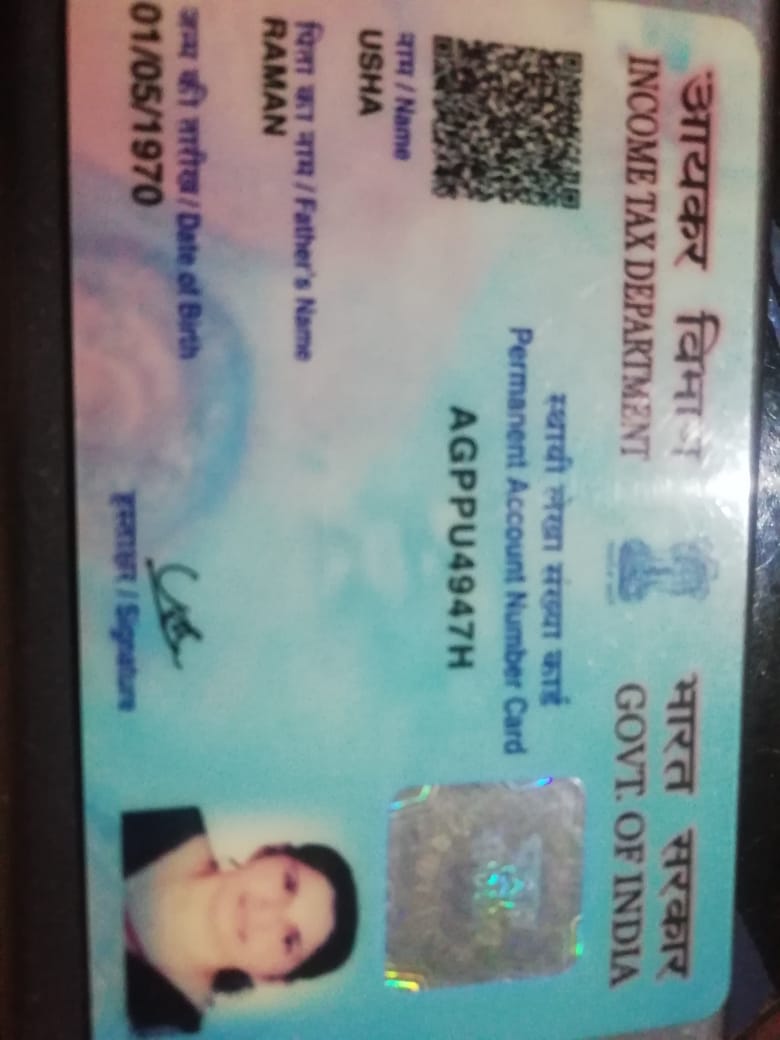 आयकर विभाग
INCOME TAX DEPARTMENT
भारत सरकार
GOVT. OF INDIA
स्थायी लेखा संख्या कार्ड
Permanent Account Number Card
AGPPU4947H
नाम / Name
USHA
पिता का नाम / Father's Name
RAMAN
जन्म की तारीख / Date of Birth
01/05/1970
हस्ताक्षर / Signature